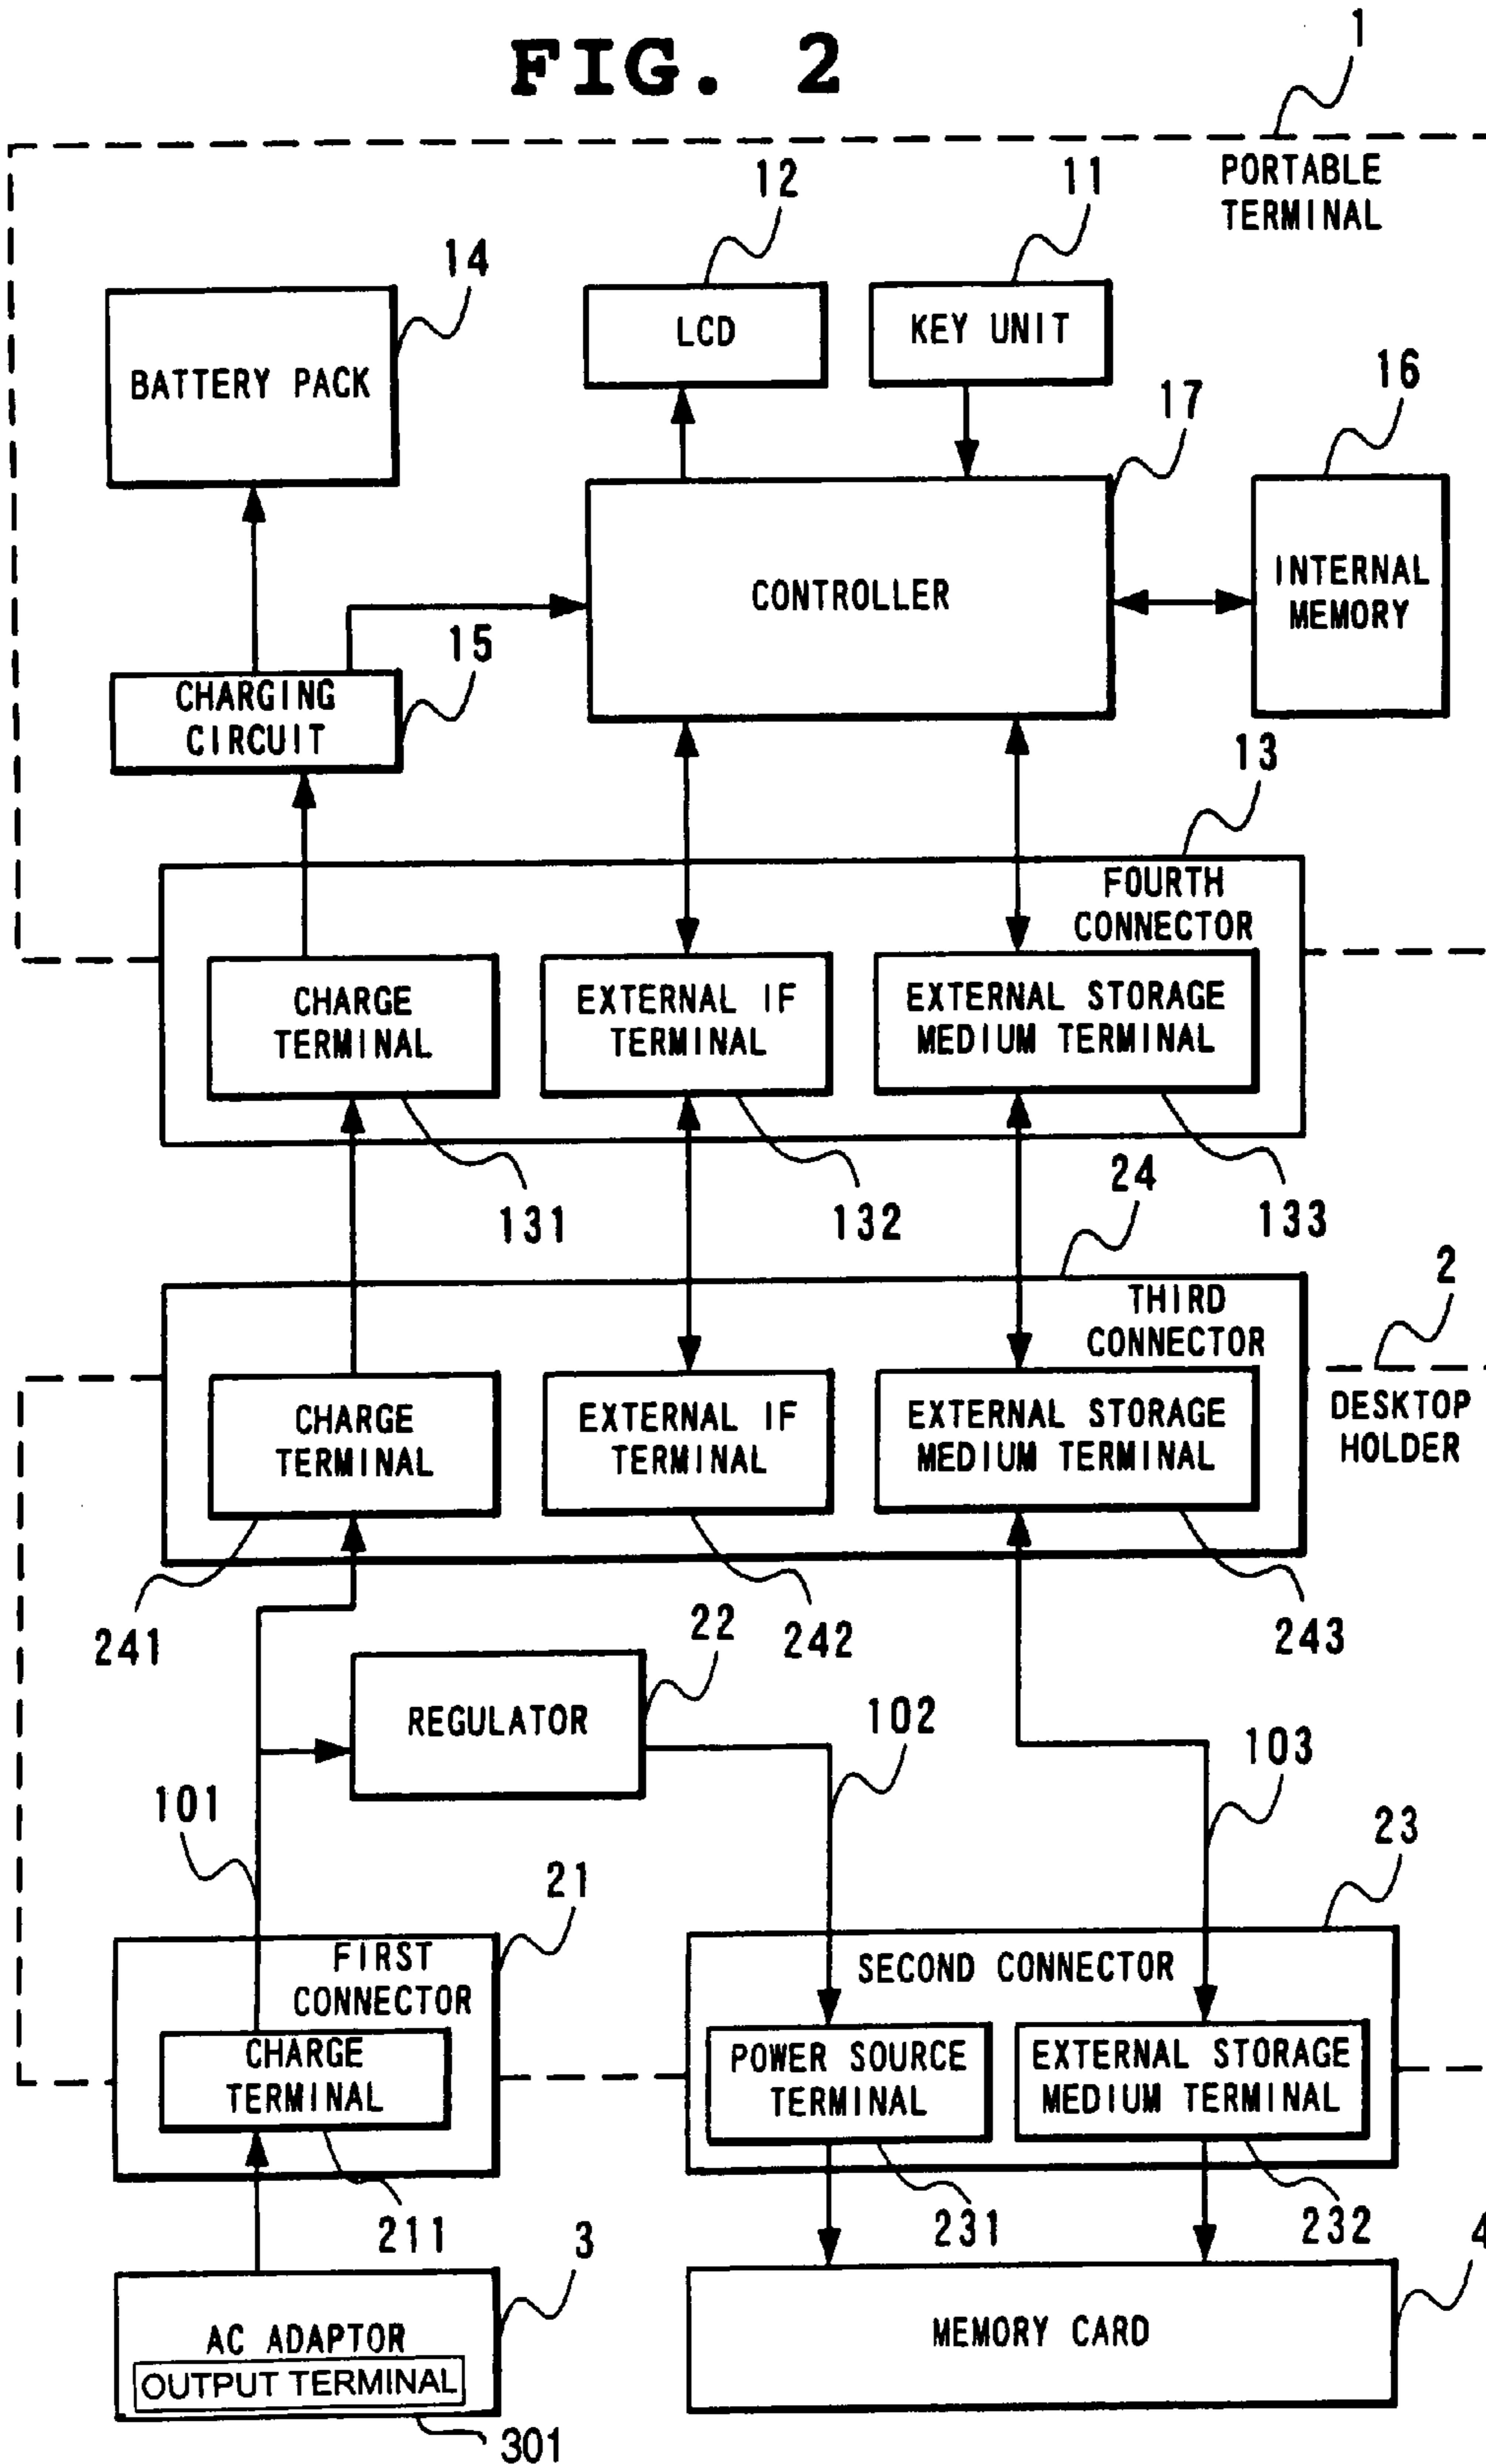 FIG. 2
1
PORTABLE
TERMINAL
12
11
14
LCD
KEY UNIT
BATTERY PACK
16
17
CONTROLLER
INTERNAL
MEMORY
15
CHARGING
CIRCUIT
13
FOURTH
CONNECTOR
CHARGE
TERMINAL
EXTERNAL IF
TERMINAL
EXTERNAL STORAGE
MEDIUM TERMINAL
131
132
133
24
2
THIRD
CONNECTOR
DESKTOP
HOLDER
CHARGE
TERMINAL
EXTERNAL IF
TERMINAL
EXTERNAL STORAGE
MEDIUM TERMINAL
241
242
243
22
REGULATOR
102
103
101
21
23
FIRST
CONNECTOR
SECOND CONNECTOR
CHARGE
TERMINAL
POWER SOURCE
TERMINAL
EXTERNAL STORAGE
MEDIUM TERMINAL
211
231
232
3
4
AC ADAPTOR
OUTPUT TERMINAL
MEMORY CARD
301